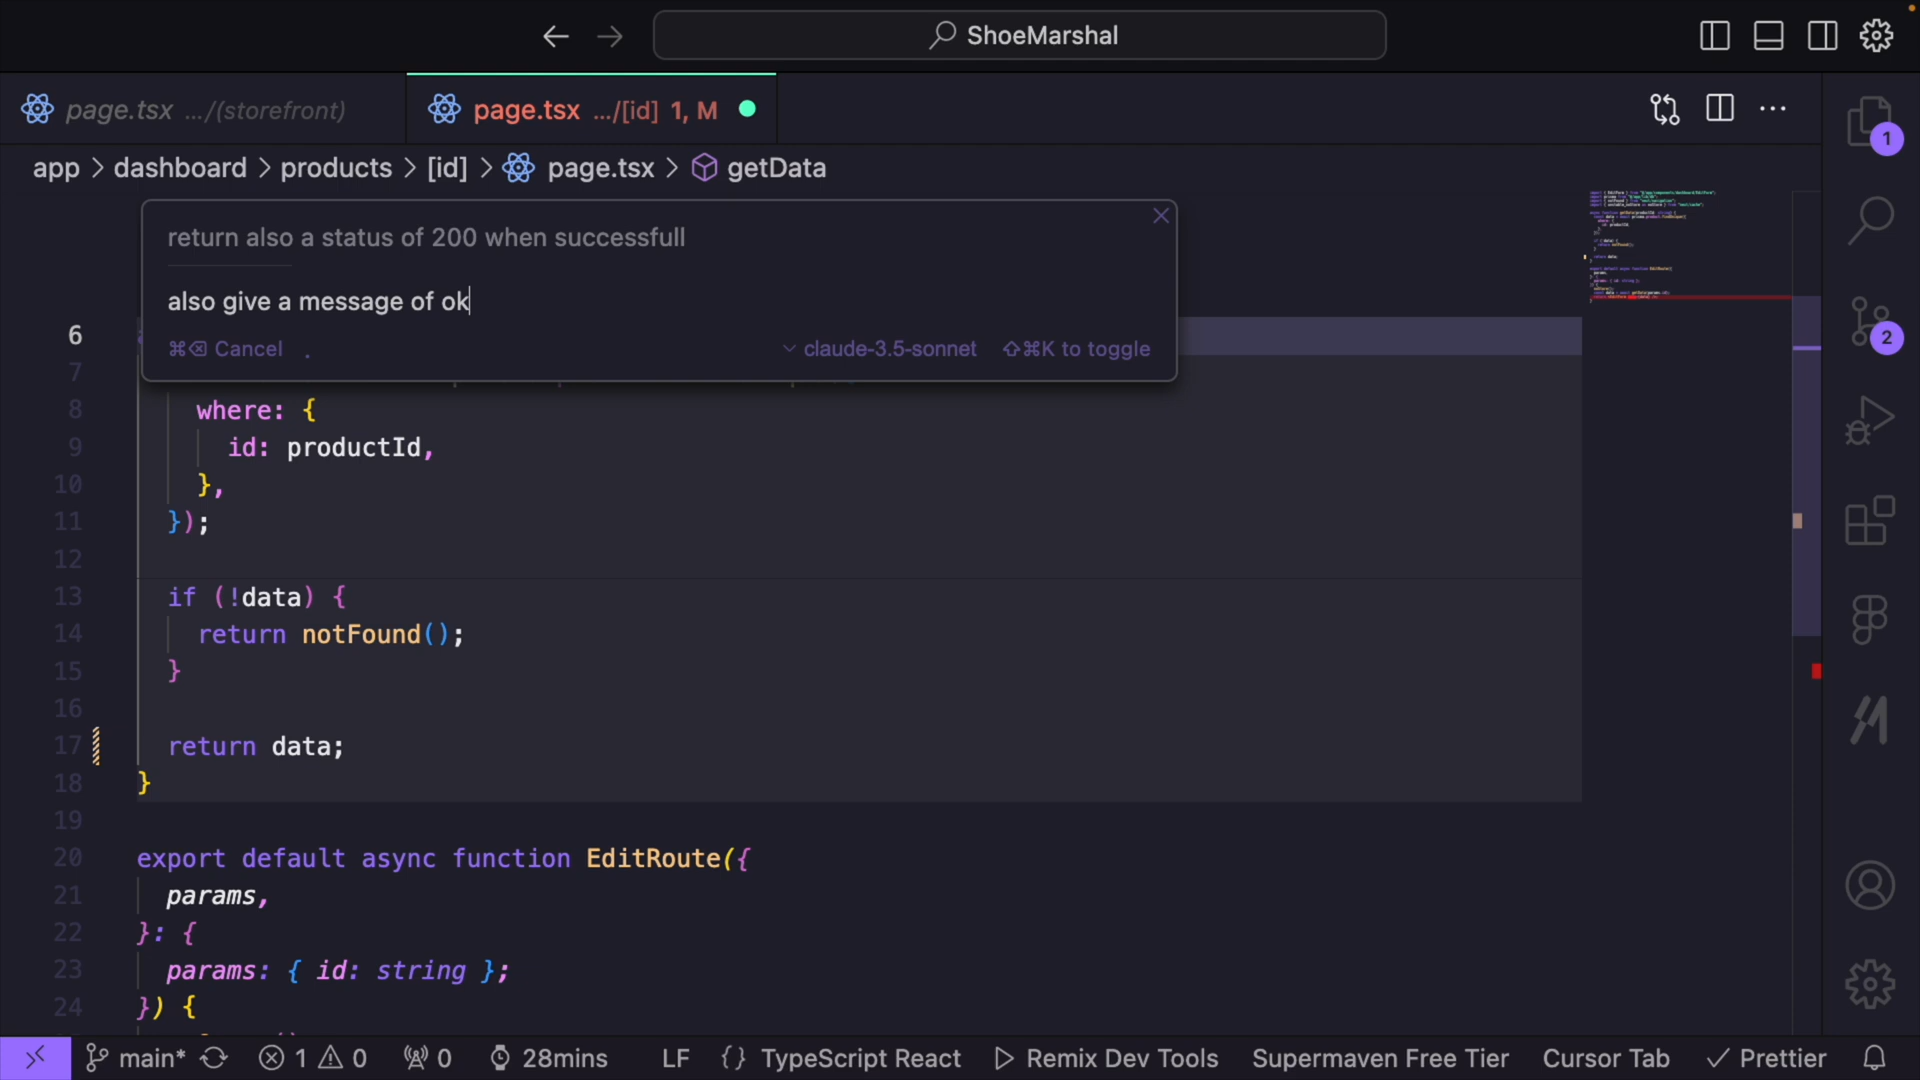 ShoeMarshal
page.tsx .../(storefront)
page.tsx .../[id] 1, M
app > dashboard > products > [id] > page.tsx > getData
return also a status of 200 when successfull
also give a message of ok
⌘⌫ Cancel .
claude-3.5-sonnet
⇧⌘K to toggle
6
7
8 where: {
9 id: productId,
10 },
11 });
12
13 if (!data) {
14 return notFound();
15 }
16
17 return data;
18 }
19
20 export default async function EditRoute({
21 params,
22 }: {
23 params: { id: string };
24 }) {
1
2
main* 1 0 0 28mins LF {} TypeScript React Remix Dev Tools Supermaven Free Tier Cursor Tab Prettier